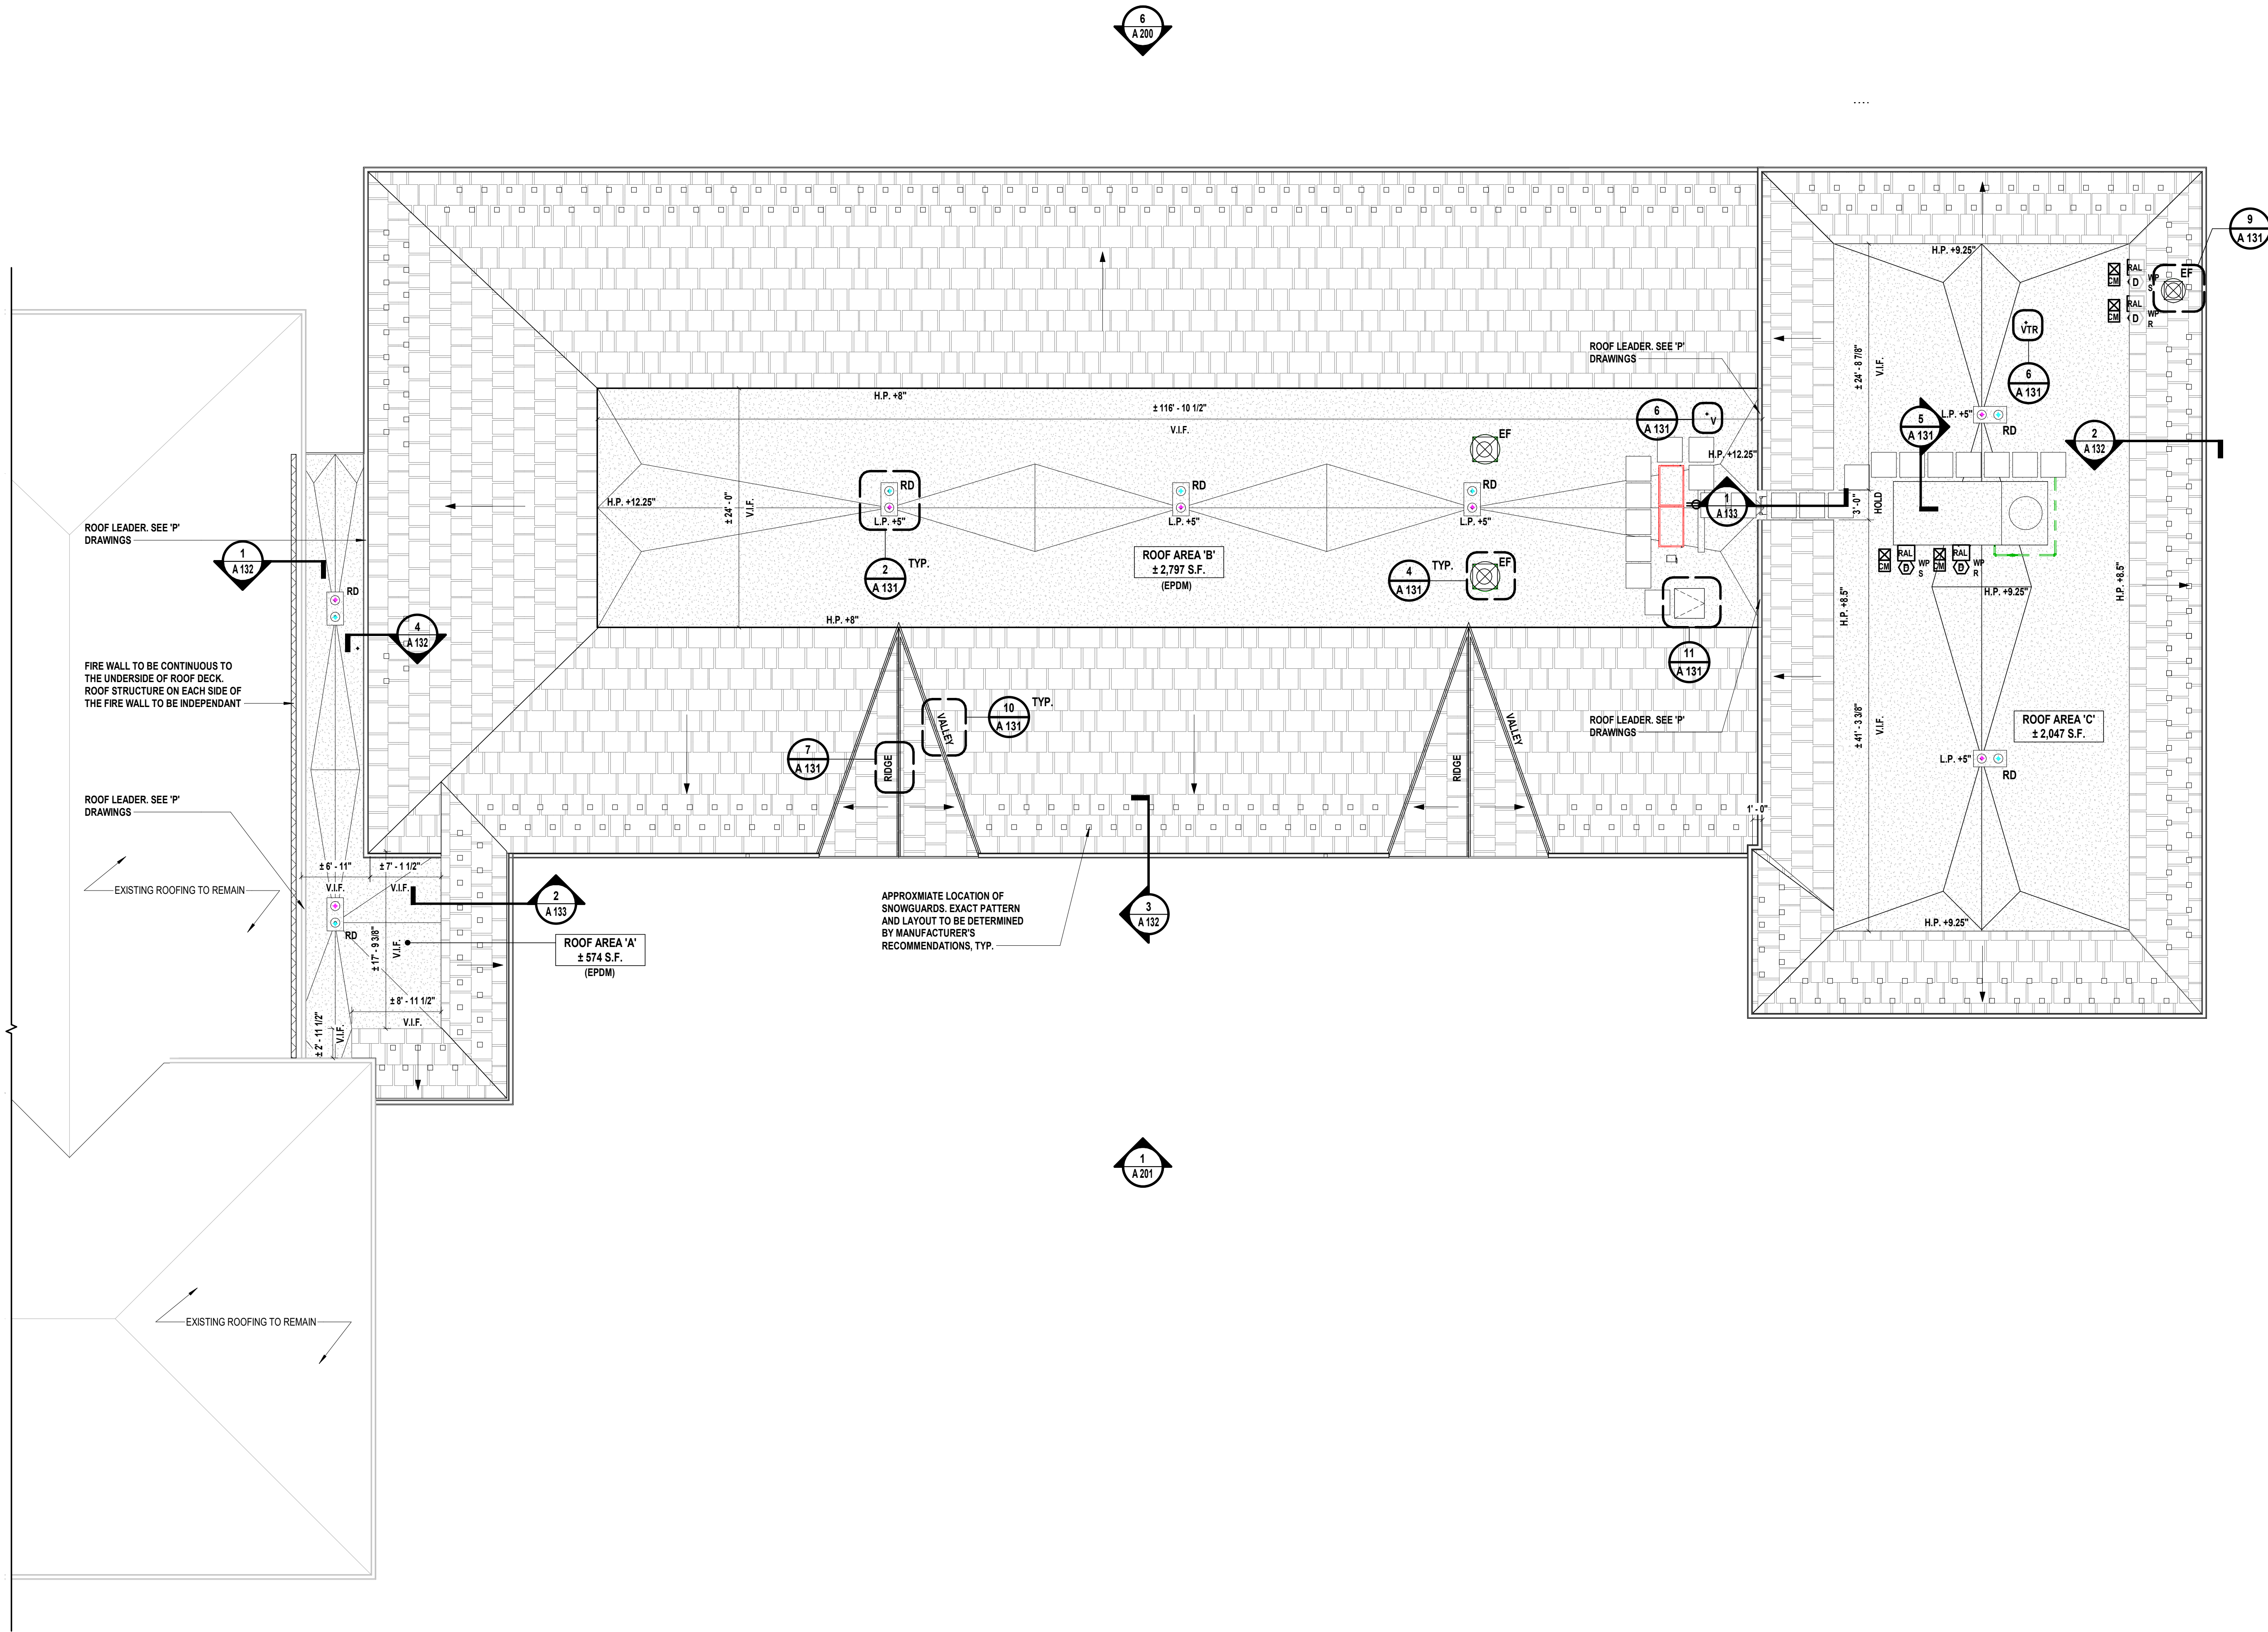 6
A 200
....
9
A 131
H.P. +9.25"
RAL
CM
D
WP
S
EF
RAL
CM
D
WP
R
VTR
6
A 131
± 24' - 8 7/8"
V.I.F.
ROOF LEADER. SEE 'P'
DRAWINGS
H.P. +8"
± 116' - 10 1/2"
V.I.F.
6
A 131
V
EF
H.P. +12.25"
L.P. +5"
RD
5
A 131
2
A 132
H.P. +12.25"
± 24' - 0"
V.I.F.
RD
L.P. +5"
RD
L.P. +5"
RD
L.P. +5"
1
A 133
3'-0"
HOLD
ROOF LEADER. SEE 'P'
DRAWINGS
1
A 132
RD
2
A 131
TYP.
ROOF AREA 'B'
± 2,797 S.F.
(EPDM)
4
A 131
TYP.
EF
CM
RAL
D
WP
S
CM
RAL
D
WP
R
H.P. +9.25"
H.P. +8.5"
H.P. +8.5"
4
A 132
H.P. +8"
11
A 131
FIRE WALL TO BE CONTINUOUS TO
THE UNDERSIDE OF ROOF DECK.
ROOF STRUCTURE ON EACH SIDE OF
THE FIRE WALL TO BE INDEPENDANT
10
A 131
TYP.
VALLEY
7
A 131
RIDGE
VALLEY
RIDGE
ROOF LEADER. SEE 'P'
DRAWINGS
± 41' - 3 3/8"
V.I.F.
ROOF AREA 'C'
± 2,047 S.F.
L.P. +5"
RD
1' - 0"
ROOF LEADER. SEE 'P'
DRAWINGS
± 6' - 11"
V.I.F.
± 7' - 1 1/2"
V.I.F.
EXISTING ROOFING TO REMAIN
2
A 133
RD
± 17' - 9 3/8"
V.I.F.
ROOF AREA 'A'
± 574 S.F.
(EPDM)
APPROXMIATE LOCATION OF
SNOWGUARDS. EXACT PATTERN
AND LAYOUT TO BE DETERMINED
BY MANUFACTURER'S
RECOMMENDATIONS, TYP.
3
A 132
H.P. +9.25"
± 8' - 11 1/2"
V.I.F.
± 2' - 11 1/2"
V.I.F.
1
A 201
EXISTING ROOFING TO REMAIN